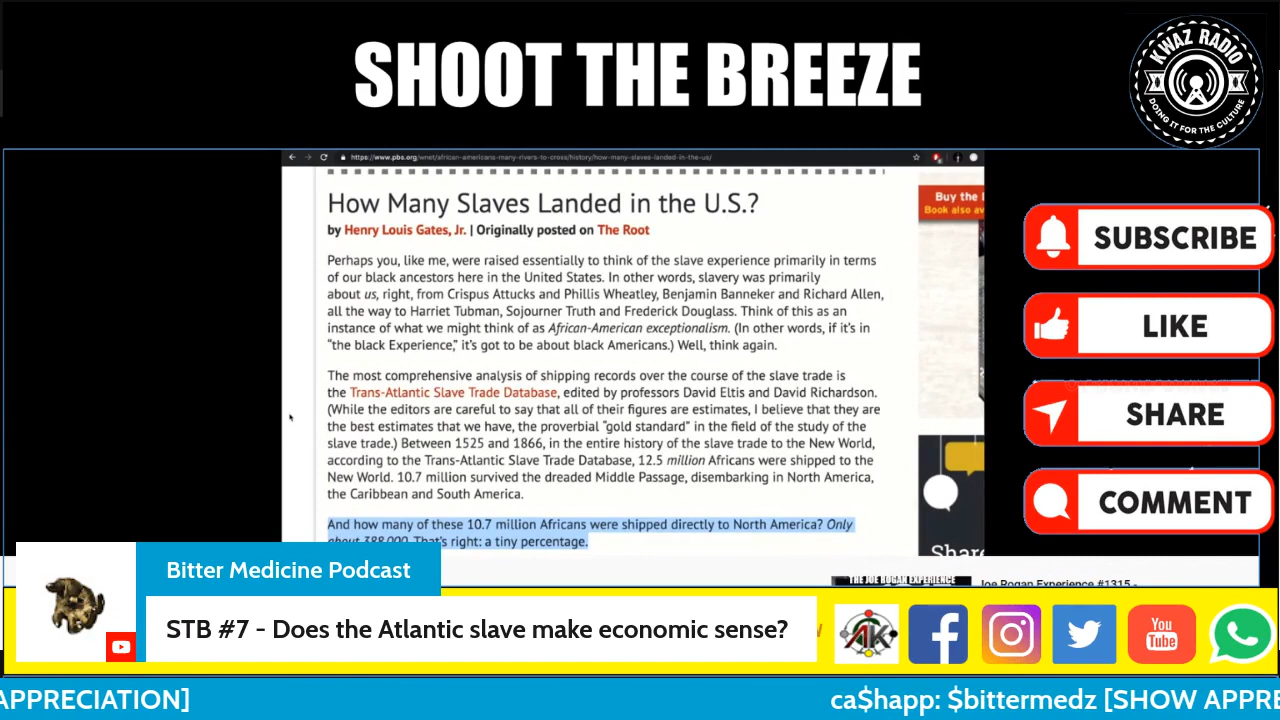 SHOOT THE BREEZE
KWAZ RADIO
DOING IT FOR THE CULTURE
https://www.pbs.org/wnet/african-americans-many-rivers-to-cross/history/how-many-slaves-landed-in-the-us/
How Many Slaves Landed in the U.S.?
by Henry Louis Gates, Jr. | Originally posted on The Root
Perhaps you, like me, were raised essentially to think of the slave experience primarily in terms
of our black ancestors here in the United States. In other words, slavery was primarily
about us, right, from Crispus Attucks and Phillis Wheatley, Benjamin Banneker and Richard Allen,
all the way to Harriet Tubman, Sojourner Truth and Frederick Douglass. Think of this as an
instance of what we might think of as African-American exceptionalism. (In other words, if it's in
“the black Experience,” it's got to be about black Americans.) Well, think again.
The most comprehensive analysis of shipping records over the course of the slave trade is
the Trans-Atlantic Slave Trade Database, edited by professors David Eltis and David Richardson.
(While the editors are careful to say that all of their figures are estimates, I believe that they are
the best estimates that we have, the proverbial “gold standard” in the field of the study of the
slave trade.) Between 1525 and 1866, in the entire history of the slave trade to the New World,
according to the Trans-Atlantic Slave Trade Database, 12.5 million Africans were shipped to the
New World. 10.7 million survived the dreaded Middle Passage, disembarking in North America,
the Caribbean and South America.
And how many of these 10.7 million Africans were shipped directly to North America? Only
about 388,000. That's right: a tiny percentage.
Buy the
Book also av
Share
SUBSCRIBE
LIKE
SHARE
COMMENT
THE JOE ROGAN EXPERIENCE
Joe Rogan Experience #1315 -
Bitter Medicine Podcast
STB #7 - Does the Atlantic slave make economic sense?
AK
You
Tube
APPRECIATION]
ca$happ: $bittermedz [SHOW APPRE